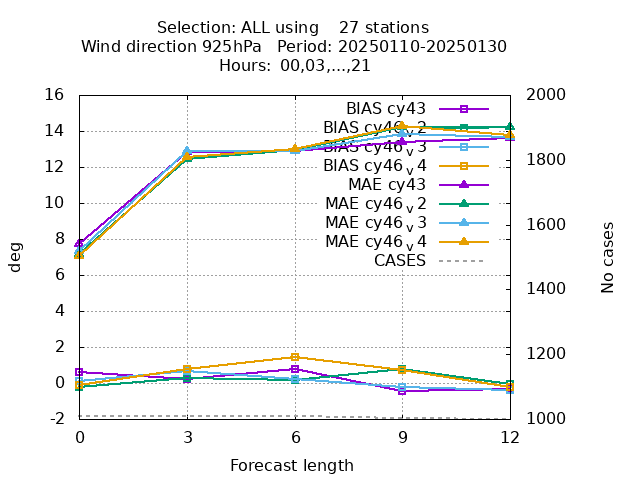 Selection: ALL using    27 stations
Wind direction 925hPa   Period: 20250110-20250130
Hours:  00,03,...,21
16
14
12
10
8
6
4
2
0
-2
2000
1800
1600
1400
1200
1000
deg
No cases
BIAS cy43
BIAS cy46v2
BIAS cy46v3
BIAS cy46v4
MAE cy43
MAE cy46v2
MAE cy46v3
MAE cy46v4
CASES
0 3 6 9 12
Forecast length